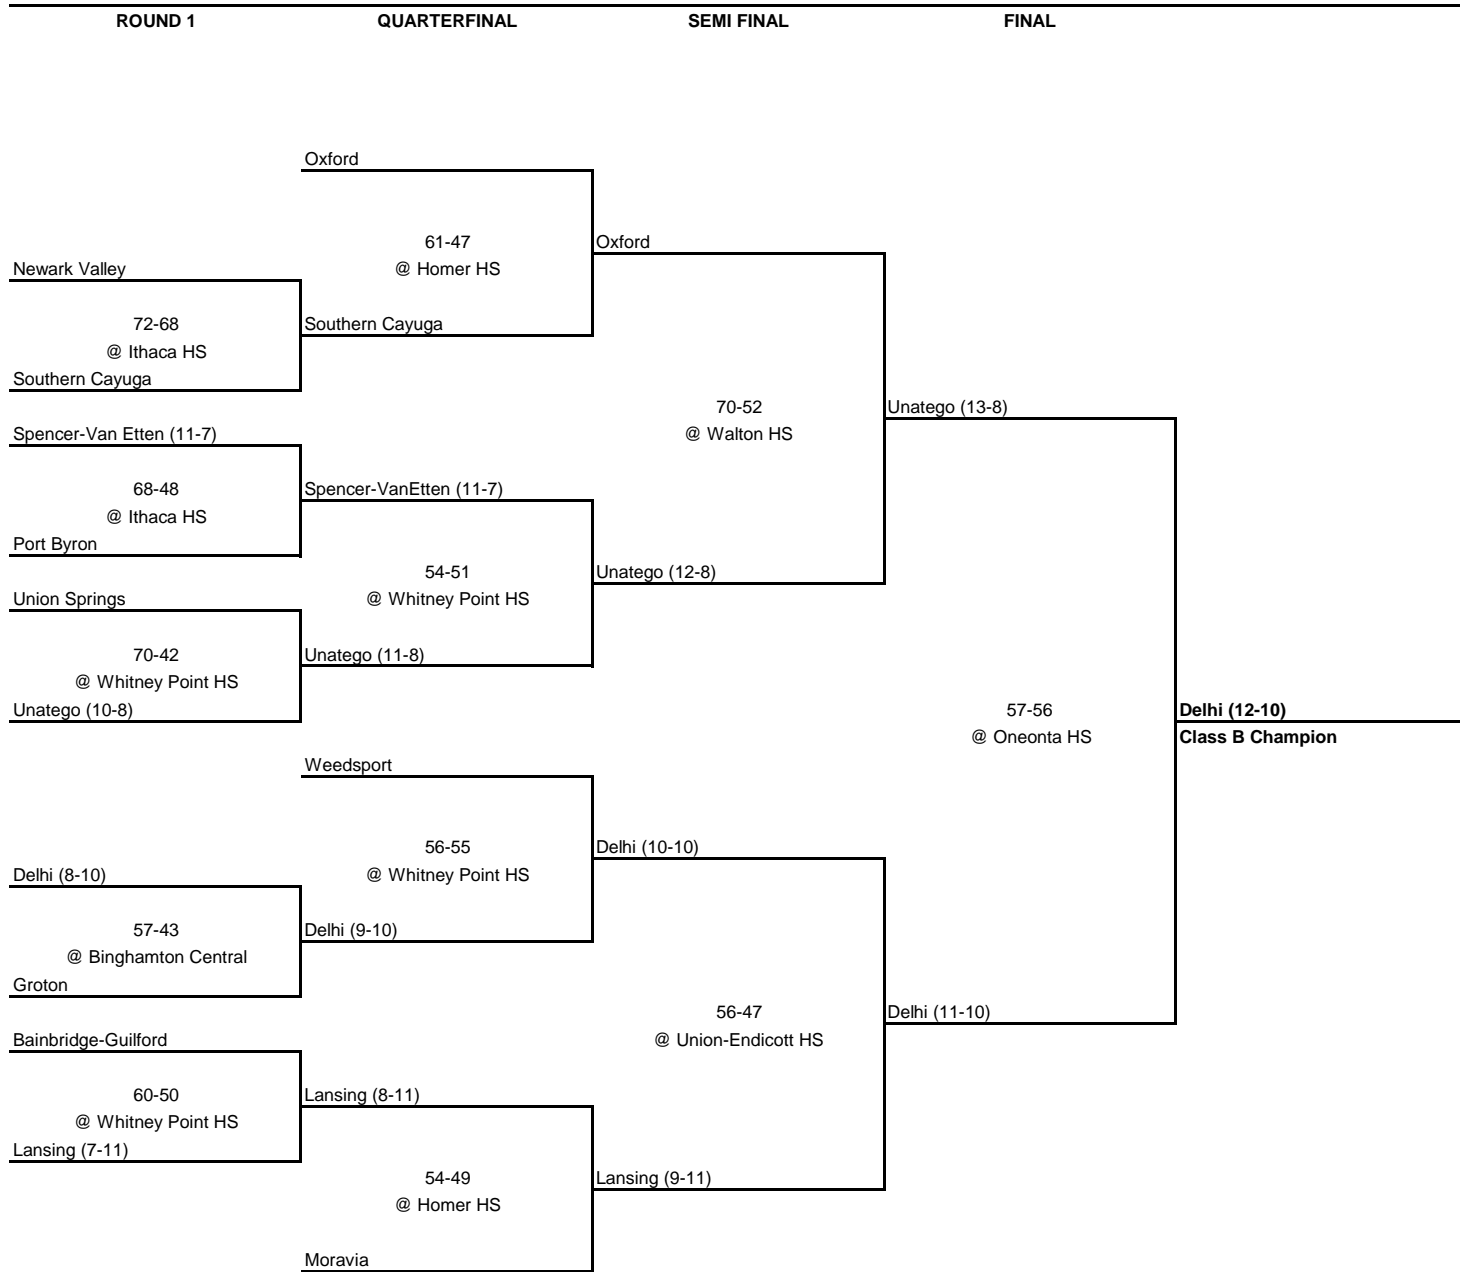 ROUND 1 QUARTERFINAL SEMI FINAL FINAL
Oxford
61-47 Oxford
Newark Valley @ Homer HS
72-68 Southern Cayuga
@ Ithaca HS
Southern Cayuga
70-52 Unatego (13-8)
Spencer-Van Etten (11-7) @ Walton HS
68-48 Spencer-VanEtten (11-7)
@ Ithaca HS
Port Byron
54-51 Unatego (12-8)
Union Springs @ Whitney Point HS
70-42 Unatego (11-8)
@ Whitney Point HS
Unatego (10-8) 57-56 Delhi (12-10)
@ Oneonta HS Class B Champion
Weedsport
56-55 Delhi (10-10)
Delhi (8-10) @ Whitney Point HS
57-43 Delhi (9-10)
@ Binghamton Central
Groton
56-47 Delhi (11-10)
Bainbridge-Guilford @ Union-Endicott HS
60-50 Lansing (8-11)
@ Whitney Point HS
Lansing (7-11)
54-49 Lansing (9-11)
@ Homer HS
Moravia